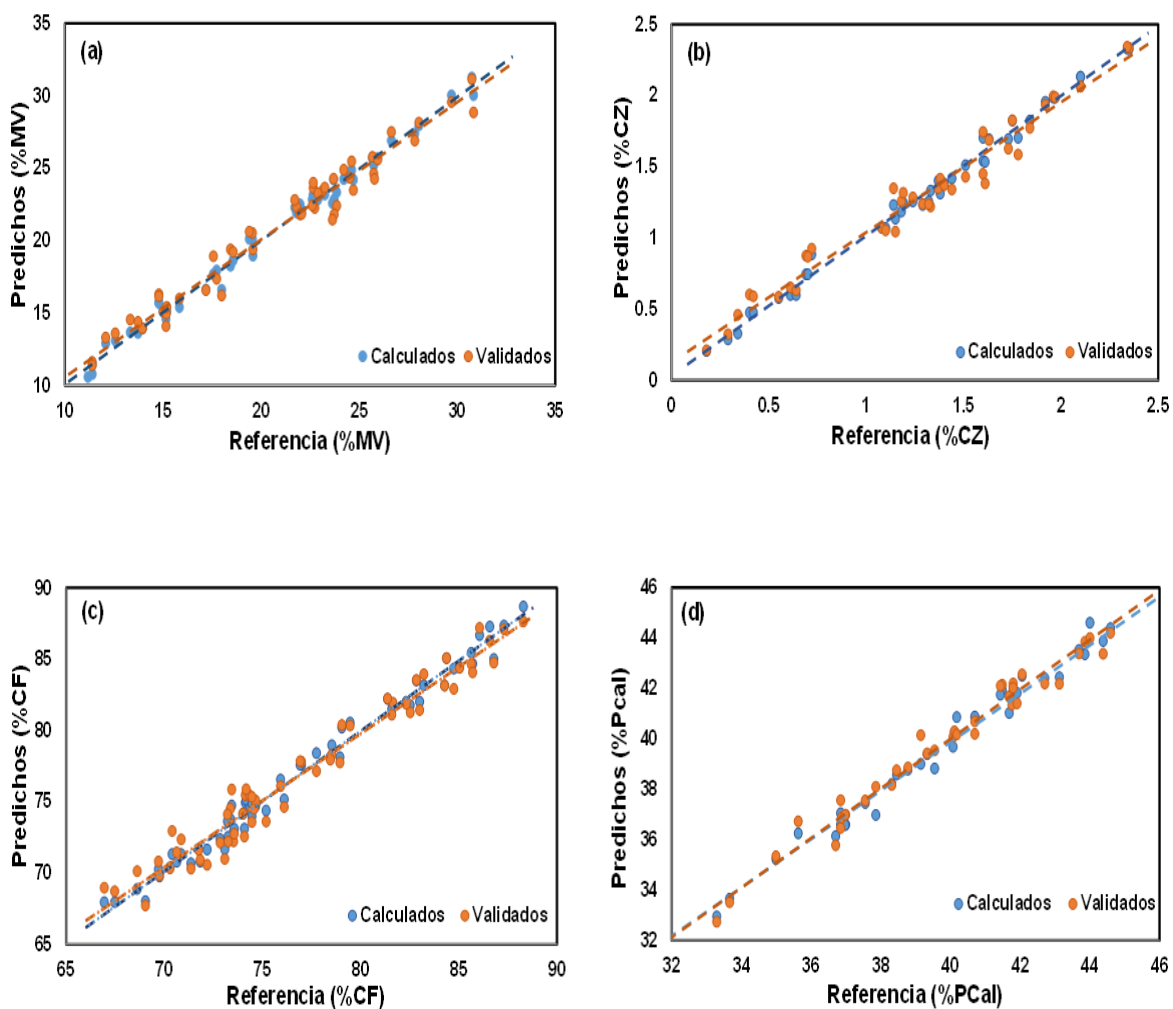 (a)
Predichos (%MV)
35
30
25
20
15
10
10 15 20 25 30 35
Calculados Validados
Referencia (%MV)
(b)
Predichos (%CZ)
2.5
2
1.5
1
0.5
0
0 0.5 1 1.5 2 2.5
Calculados Validados
Referencia (%CZ)
(c)
Predichos (%CF)
90
85
80
75
70
65
65 70 75 80 85 90
Calculados Validados
Referencia (%CF)
(d)
Predichos (%Pcal)
46
44
42
40
38
36
34
32
32 34 36 38 40 42 44 46
Calculados Validados
Referencia (%PCal)